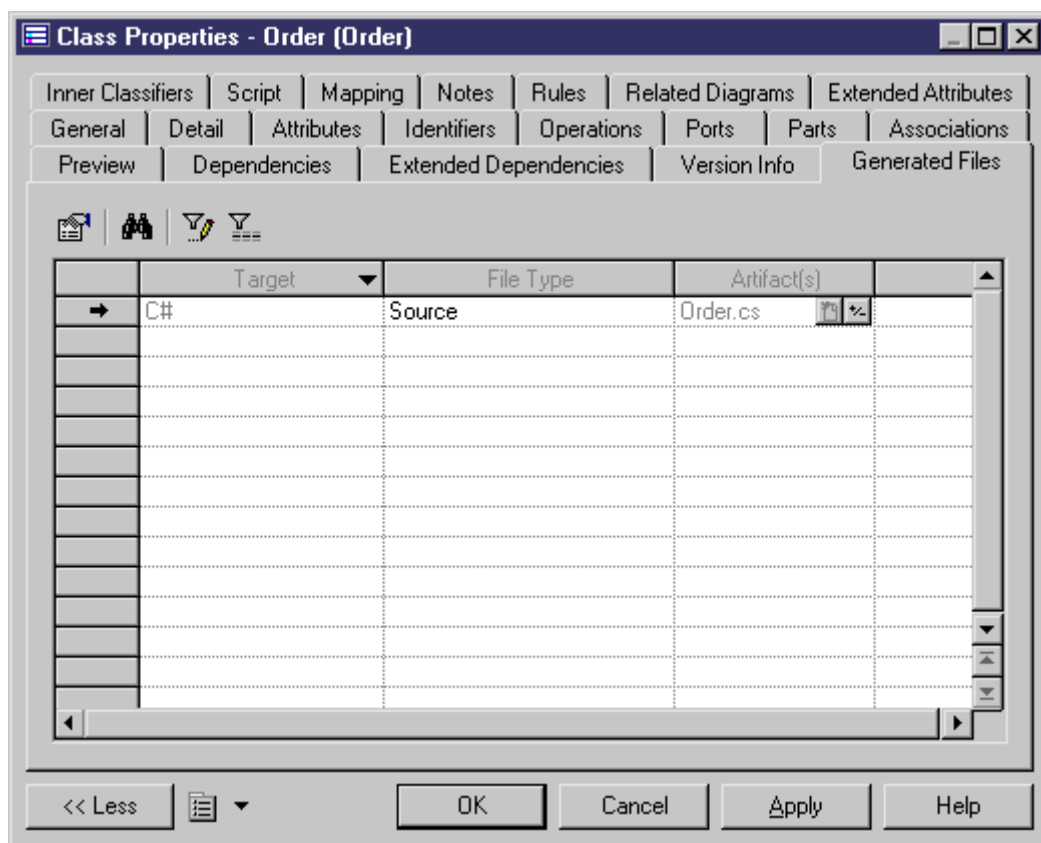 Class Properties - Order (Order)
Inner Classifiers Script Mapping Notes Rules Related Diagrams Extended Attributes
General Detail Attributes Identifiers Operations Ports Parts Associations
Preview Dependencies Extended Dependencies Version Info Generated Files
Target File Type Artifact(s)
C# Source Order.cs
<< Less OK Cancel Apply Help